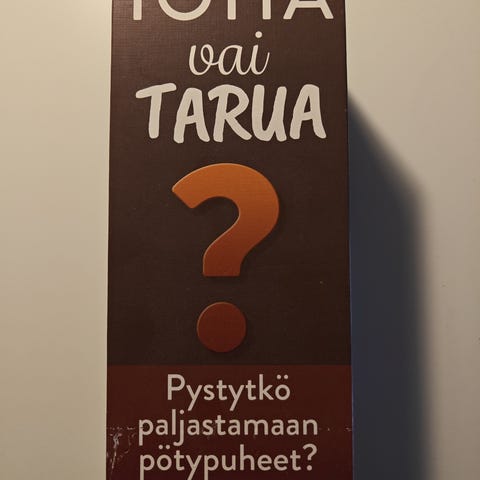 TOTTA
vai
TARUA
?
Pystytkö
paljastamaan
pötypuheet?